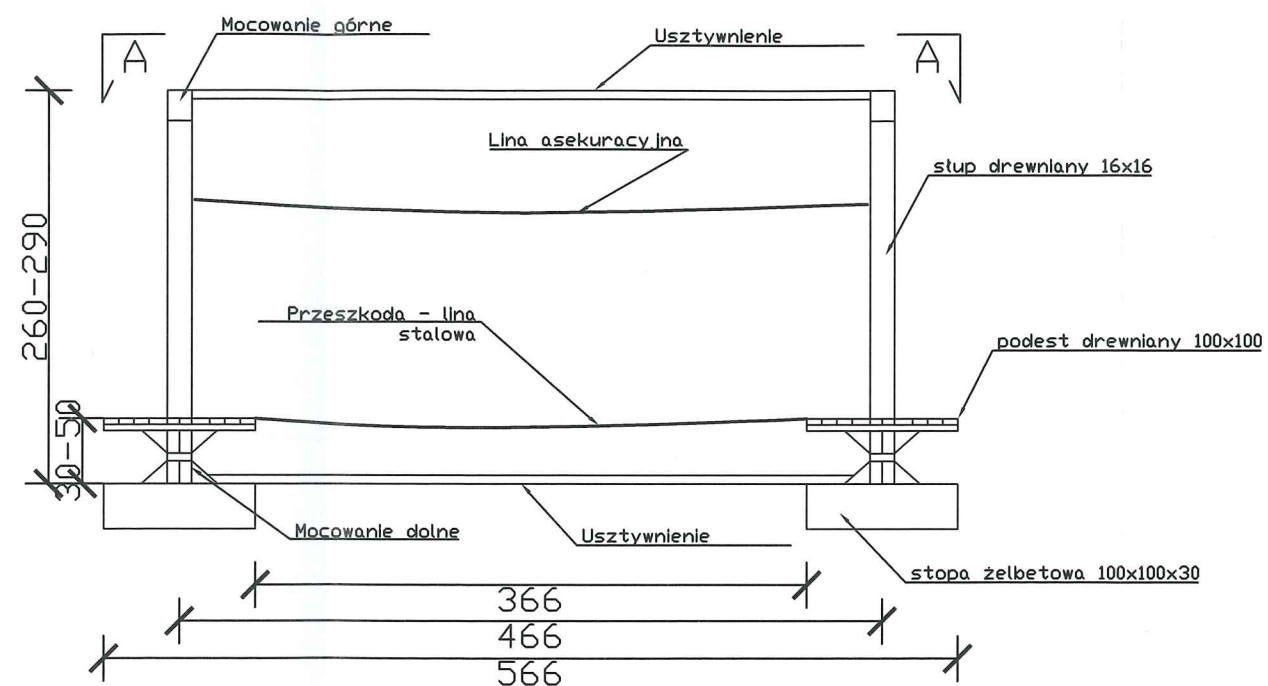 Mocowanie górne
Usztywnienie
A
A
Lina asekuracyjna
słup drewniany 16x16
260-290
Przeszkoda - lina
stalowa
podest drewniany 100x100
30-50
Mocowanie dolne
Usztywnienie
stopa żelbetowa 100x100x30
366
466
566